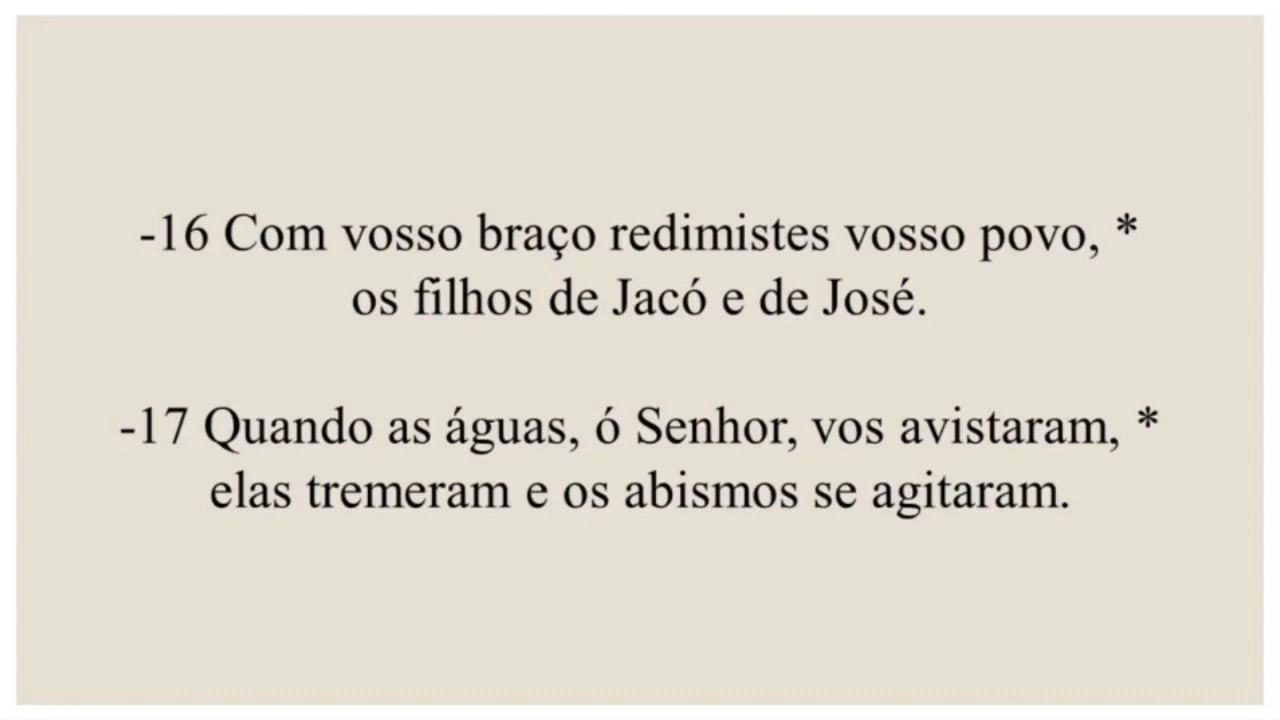 -16 Com vosso braço redimistes vosso povo, *
os filhos de Jacó e de José.
-17 Quando as águas, ó Senhor, vos avistaram, *
elas tremeram e os abismos se agitaram.